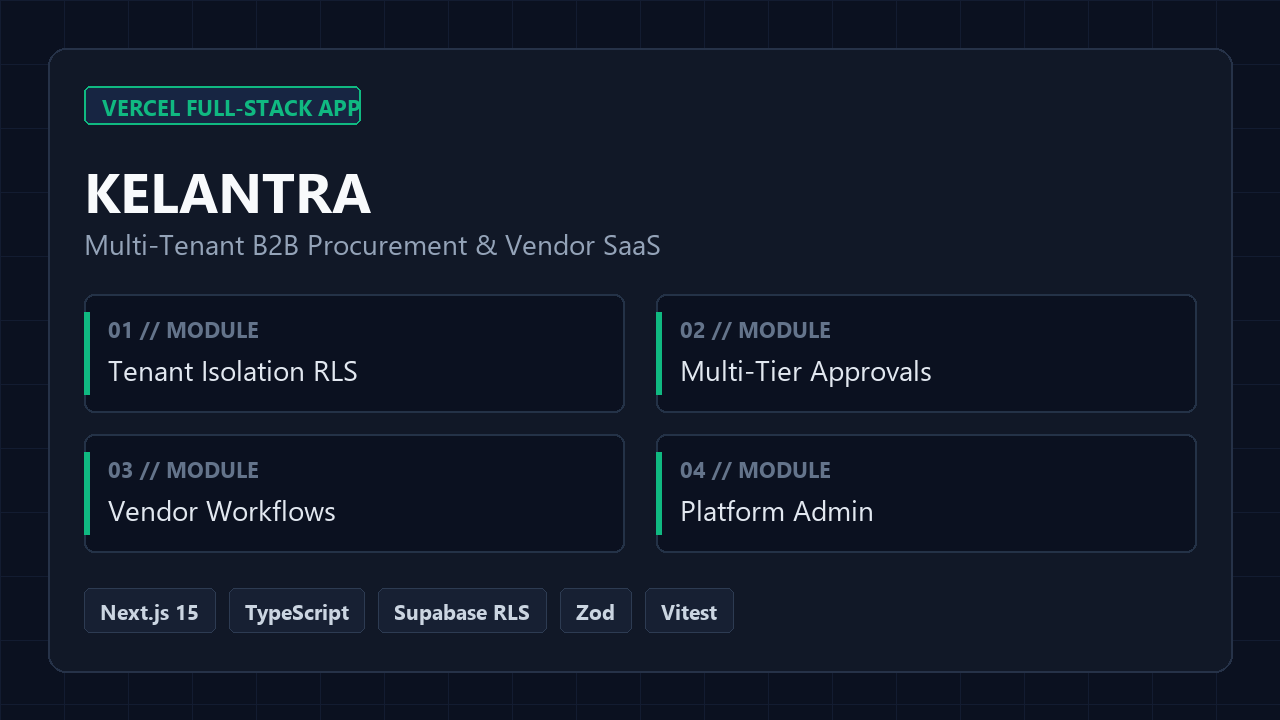 VERCEL FULL-STACK APP
KELANTRA
Multi-Tenant B2B Procurement & Vendor SaaS
01 // MODULE
Tenant Isolation RLS
02 // MODULE
Multi-Tier Approvals
03 // MODULE
Vendor Workflows
04 // MODULE
Platform Admin
Next.js 15
TypeScript
Supabase RLS
Zod
Vitest